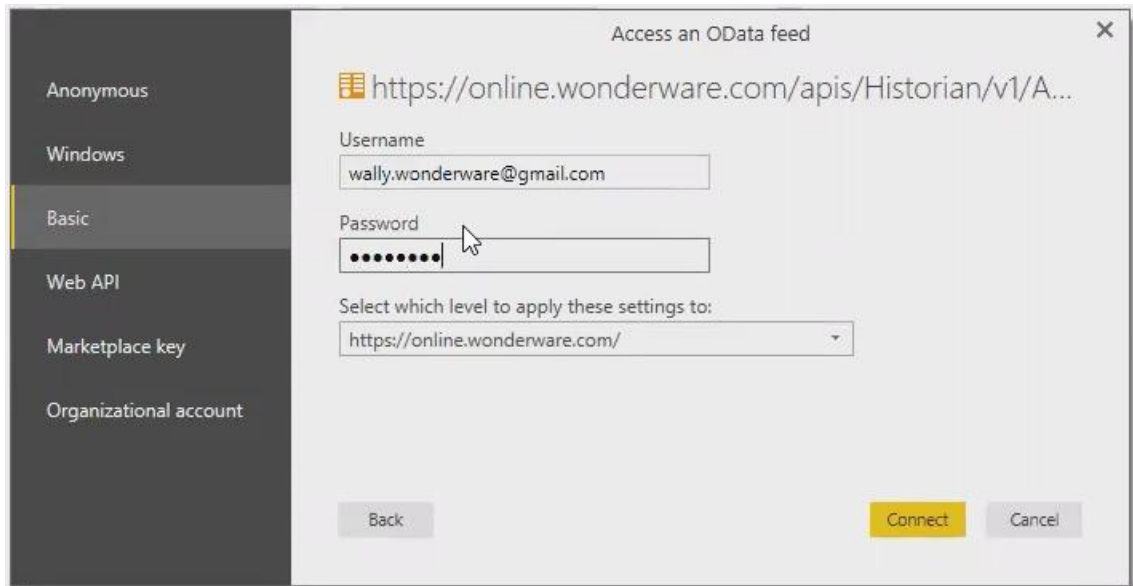 Access an OData feed
Anonymous
Windows
Basic
Web API
Marketplace key
Organizational account
https://online.wonderware.com/apis/Historian/v1/A...
Username
wally.wonderware@gmail.com
Password
••••••••
Select which level to apply these settings to:
https://online.wonderware.com/
Back
Connect
Cancel